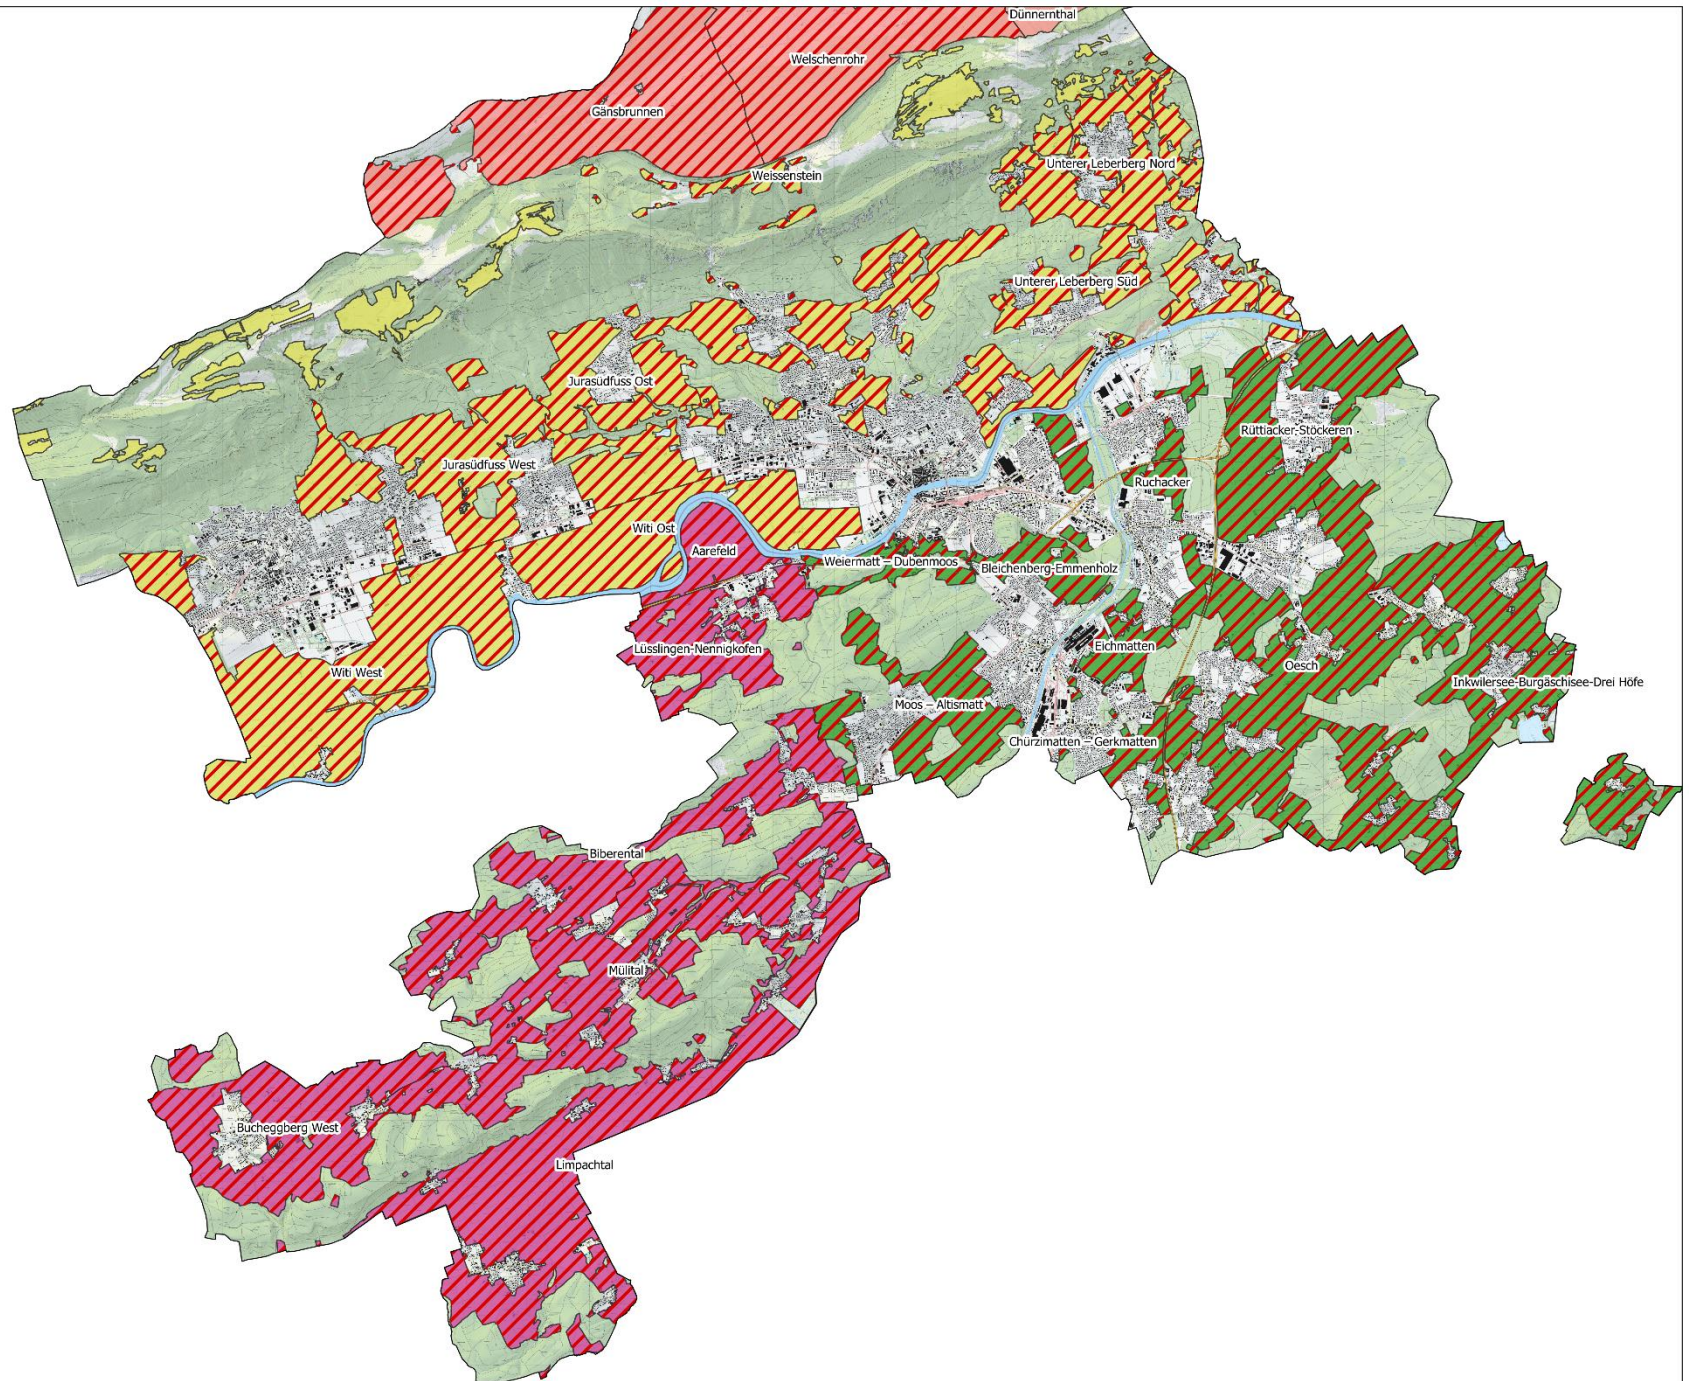 Dünnernthal
Welschenrohr
Gänsbrunnen
Unterer Leberberg Nord
Weissenstein
Unterer Leberberg Süd
Jurasüdfuss Ost
Rüttiacker-Stöckeren
Jurasüdfuss West
Ruchacker
Witi Ost
Aarefeld
Weiermatt – Dubenmoos
Bleichenberg-Emmenholz
Eichmatten
Lüsslingen-Nennigkofen
Oesch
Witi West
Inkwilersee-Burgäschisee-Drei Höfe
Moos – Altismatt
Chürzimatten – Gerkmatten
Biberental
Mülital
Bucheggberg West
Limpachtal